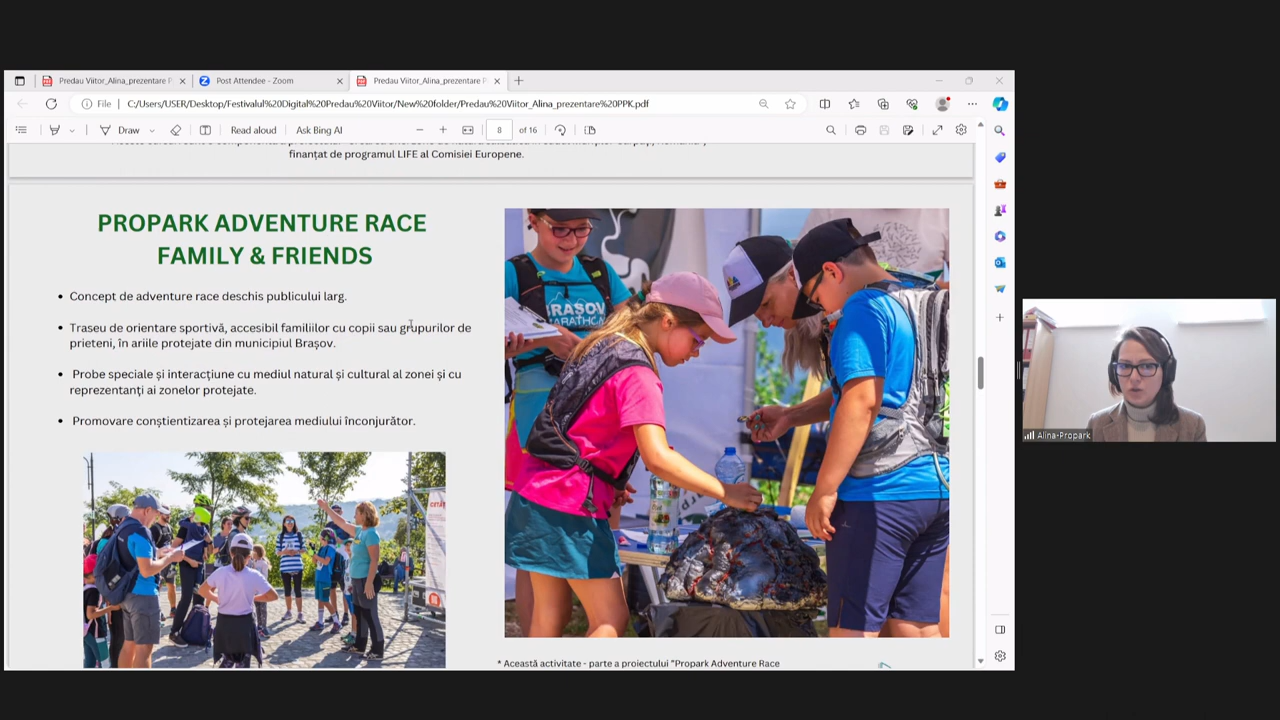 Predau Viitor_Alina_prezentare P
Post Attendee - Zoom
Predau Viitor_Alina_prezentare P
File
C:/Users/USER/Desktop/Festivalul%20Digital%20Predau%20Viitor/New%20folder/Predau%20Viitor_Alina_prezentare%20PPK.pdf
Draw
Read aloud
Ask Bing AI
8
of 16
finanțat de programul LIFE al Comisiei Europene.
PROPARK ADVENTURE RACE
FAMILY & FRIENDS
• Concept de adventure race deschis publicului larg.
• Traseu de orientare sportivă, accesibil familiilor cu copii sau grupurilor de
prieteni, în ariile protejate din municipiul Brașov.
• Probe speciale și interacțiune cu mediul natural și cultural al zonei și cu
reprezentanți ai zonelor protejate.
• Promovare conștientizarea și protejarea mediului înconjurător.
BRASOV
MARATHON
* Această activitate - parte a proiectului "Propark Adventure Race
Alina-Propark